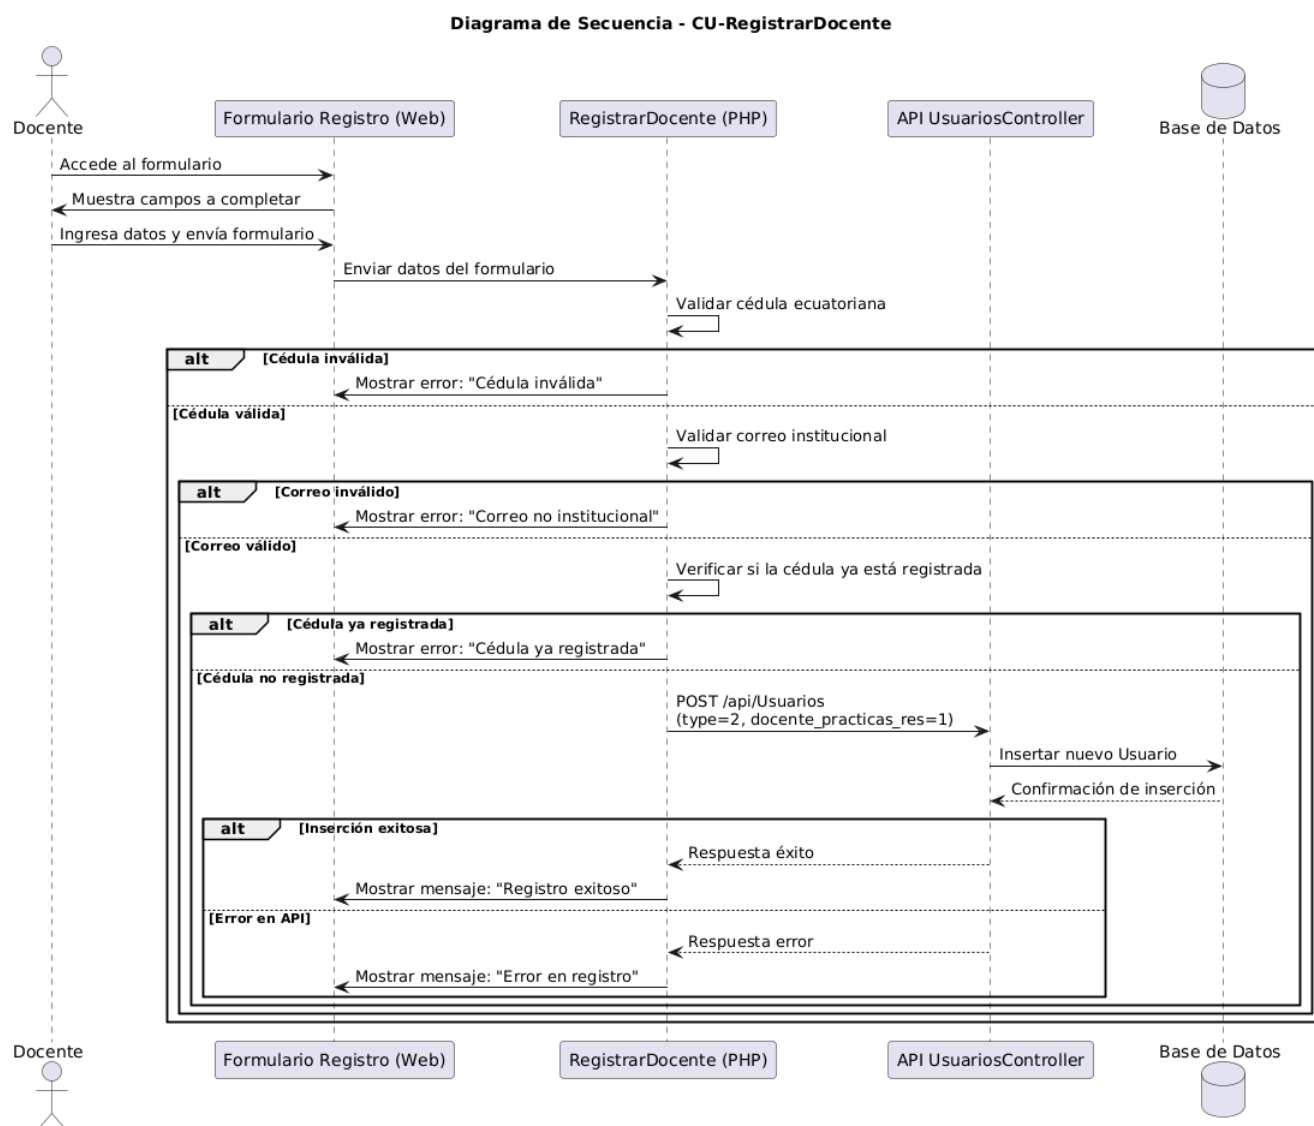 Diagrama de Secuencia - CU-RegistrarDocente
Docente
Formulario Registro (Web)
RegistrarDocente (PHP)
API UsuariosController
Base de Datos
Accede al formulario
Muestra campos a completar
Ingresa datos y envía formulario
Enviar datos del formulario
Validar cédula ecuatoriana
alt [Cédula inválida]
Mostrar error: "Cédula inválida"
[Cédula válida]
Validar correo institucional
alt [Correo inválido]
Mostrar error: "Correo no institucional"
[Correo válido]
Verificar si la cédula ya está registrada
alt [Cédula ya registrada]
Mostrar error: "Cédula ya registrada"
[Cédula no registrada]
POST /api/Usuarios
(type=2, docente_practicas_res=1)
Insertar nuevo Usuario
Confirmación de inserción
alt [Inserción exitosa]
Respuesta éxito
Mostrar mensaje: "Registro exitoso"
[Error en API]
Respuesta error
Mostrar mensaje: "Error en registro"
Docente
Formulario Registro (Web)
RegistrarDocente (PHP)
API UsuariosController
Base de Datos